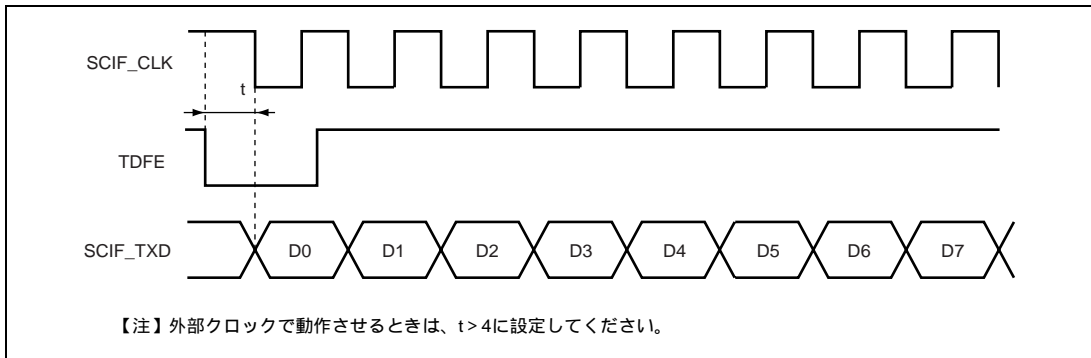 SCIF_CLK
t
TDFE
SCIF_TXD D0 D1 D2 D3 D4 D5 D6 D7
【注】外部クロックで動作させるときは、t>4に設定してください。